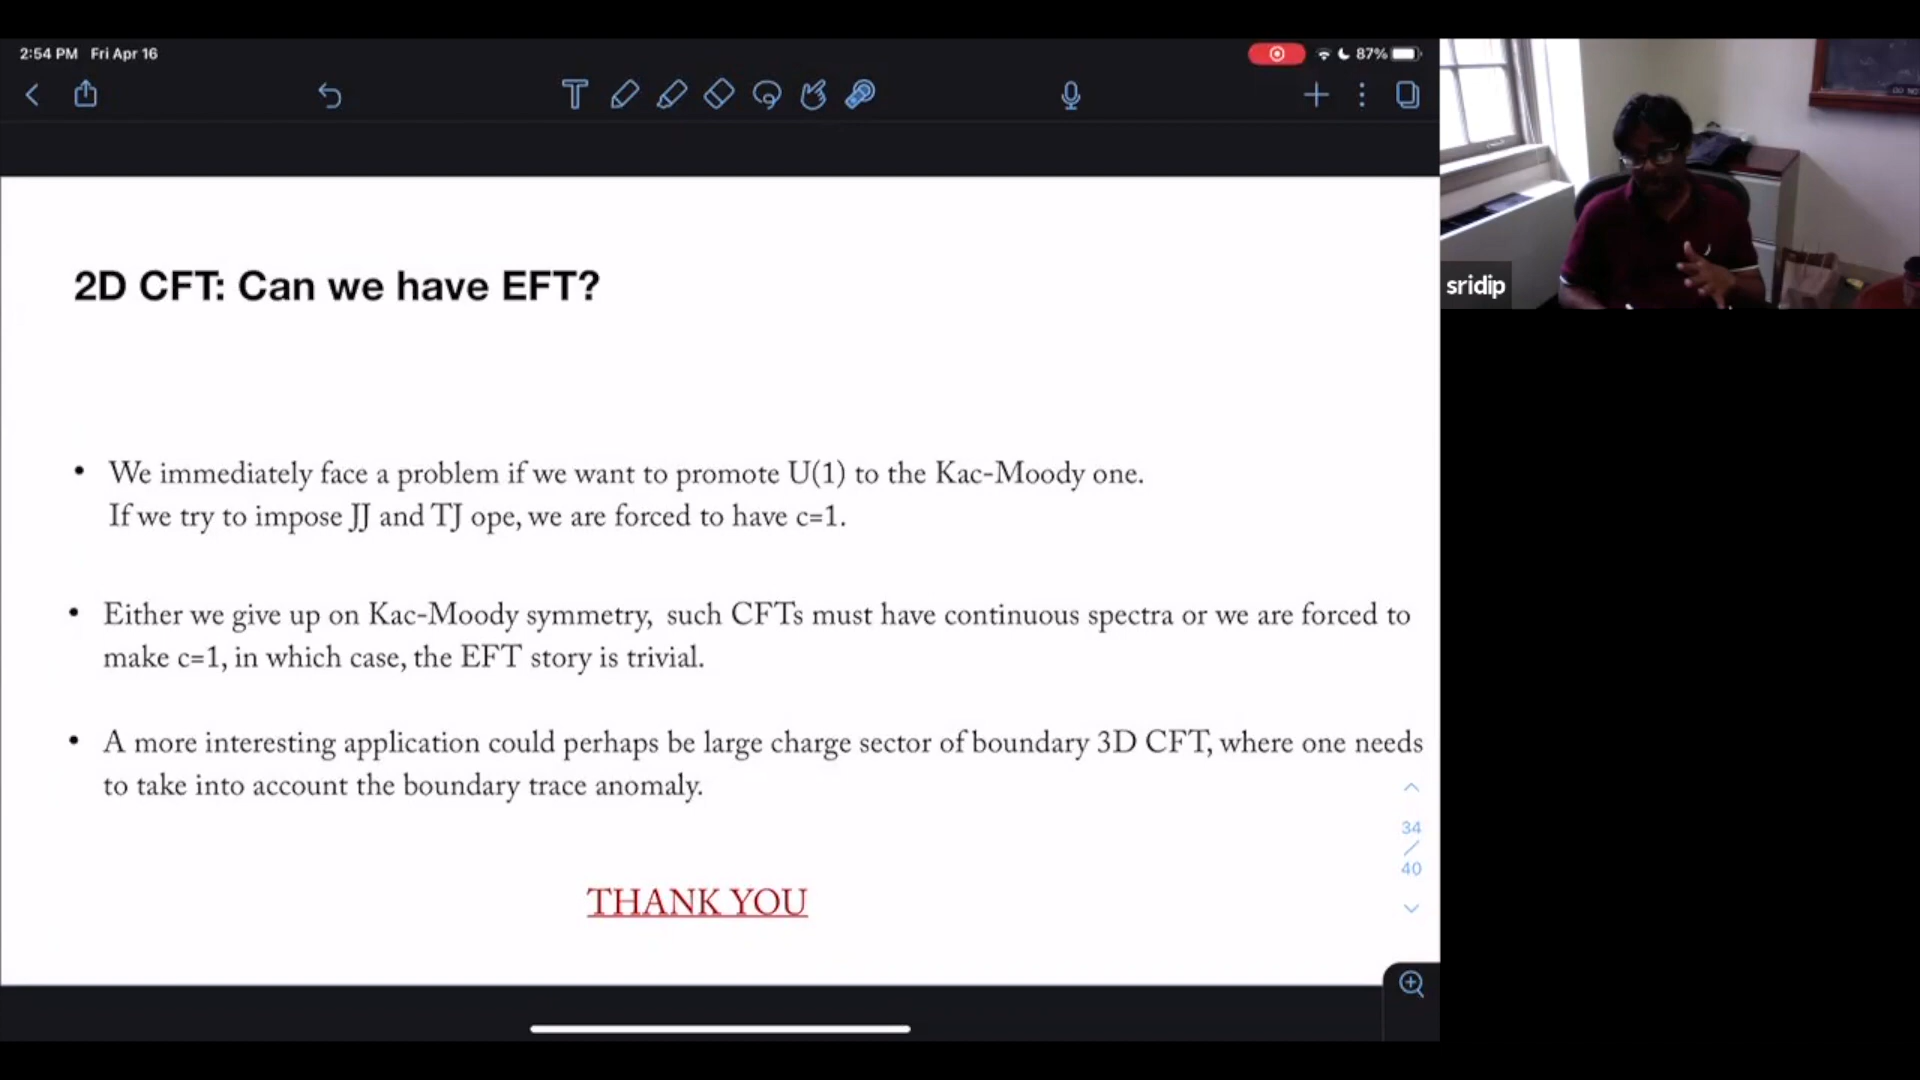 2:54 PM Fri Apr 16
87%
2D CFT: Can we have EFT?
• We immediately face a problem if we want to promote U(1) to the Kac-Moody one.
If we try to impose JJ and TJ ope, we are forced to have c=1.
• Either we give up on Kac-Moody symmetry, such CFTs must have continuous spectra or we are forced to
make c=1, in which case, the EFT story is trivial.
• A more interesting application could perhaps be large charge sector of boundary 3D CFT, where one needs
to take into account the boundary trace anomaly.
34
/
40
THANK YOU
sridip
DO NO